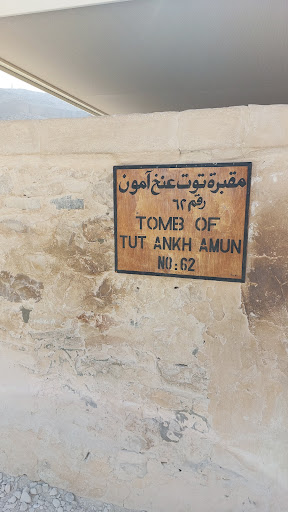 مقبرة توت عنخ آمون
رقم ٦٢
TOMB OF
TUT ANKH AMUN
NO:62